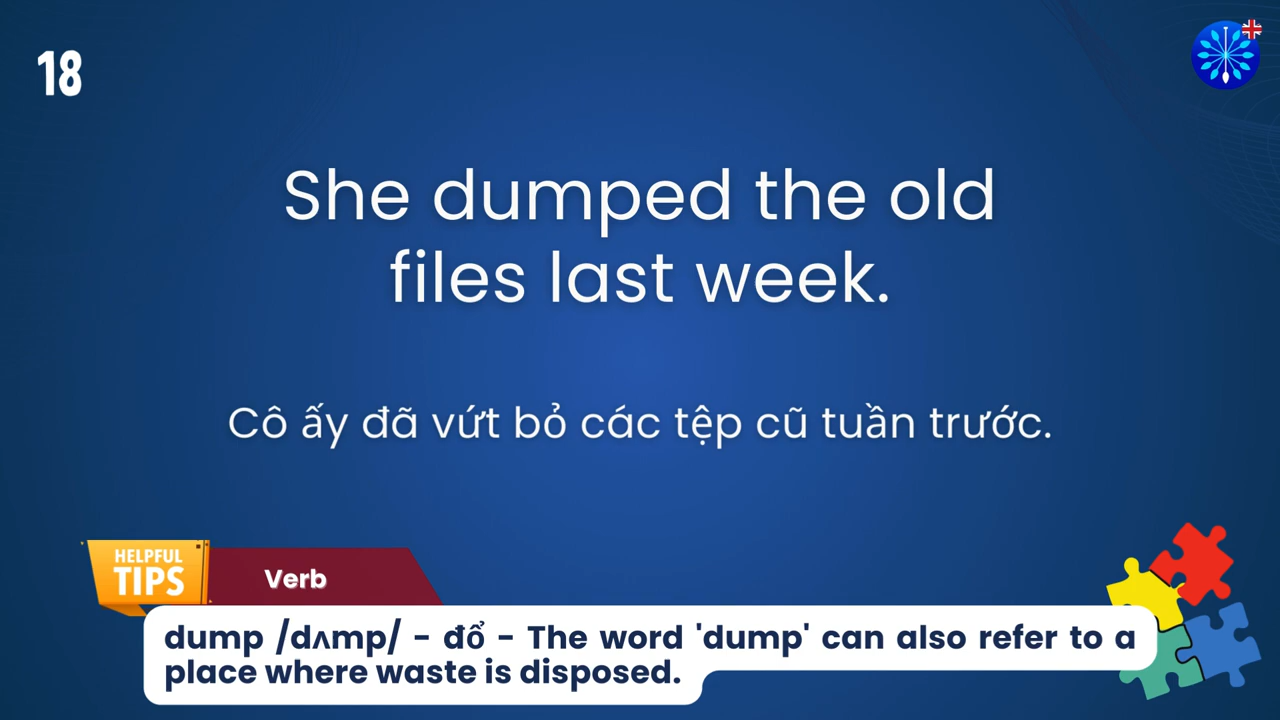 18
She dumped the old
files last week.
Cô ấy đã vứt bỏ các tệp cũ tuần trước.
HELPFUL
TIPS
Verb
dump /dʌmp/ - đổ - The word 'dump' can also refer to a
place where waste is disposed.